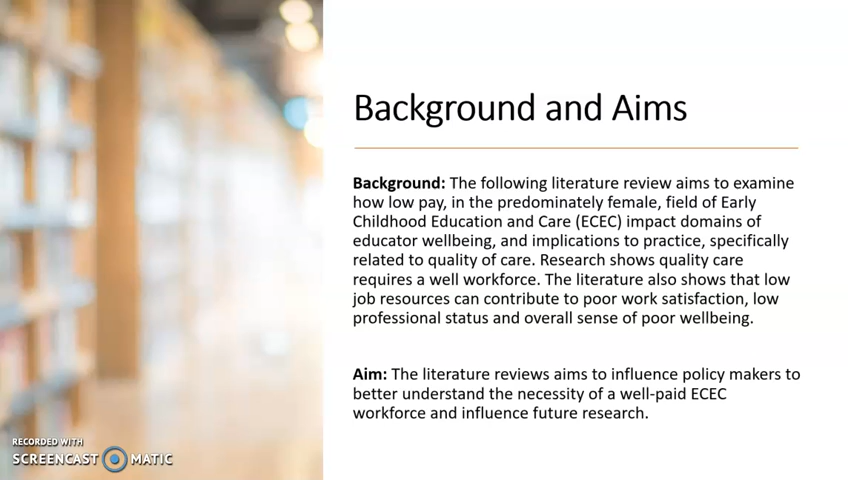 Background and Aims
Background: The following literature review aims to examine
how low pay, in the predominately female, field of Early
Childhood Education and Care (ECEC) impact domains of
educator wellbeing, and implications to practice, specifically
related to quality of care. Research shows quality care
requires a well workforce. The literature also shows that low
job resources can contribute to poor work satisfaction, low
professional status and overall sense of poor wellbeing.
Aim: The literature reviews aims to influence policy makers to
better understand the necessity of a well-paid ECEC
workforce and influence future research.
RECORDED WITH
SCREENCAST MATIC